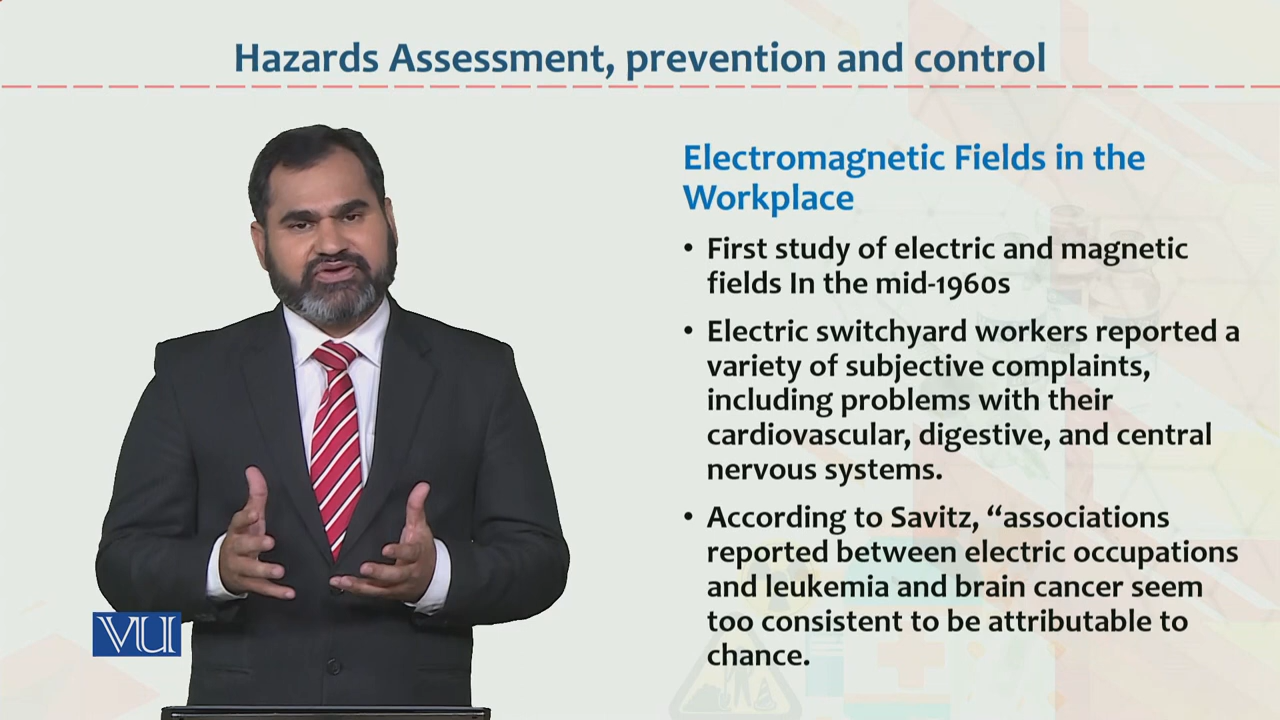 Hazards Assessment, prevention and control
Electromagnetic Fields in the
Workplace
• First study of electric and magnetic
fields In the mid-1960s
• Electric switchyard workers reported a
variety of subjective complaints,
including problems with their
cardiovascular, digestive, and central
nervous systems.
• According to Savitz, “associations
reported between electric occupations
and leukemia and brain cancer seem
too consistent to be attributable to
chance.
VU